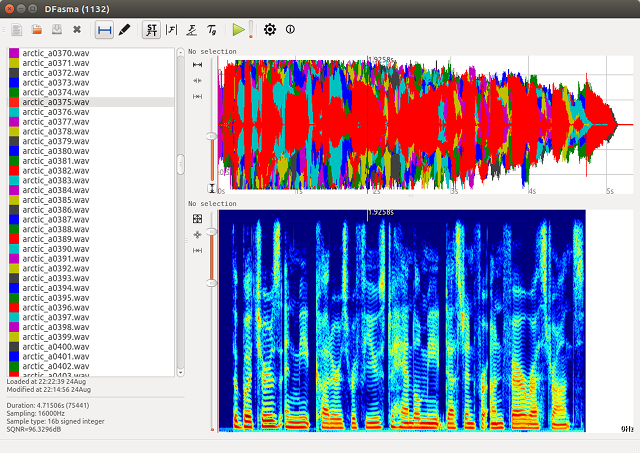 DFasma (1132)
arctic_a0370.wav
arctic_a0371.wav
arctic_a0372.wav
arctic_a0373.wav
arctic_a0374.wav
arctic_a0375.wav
arctic_a0376.wav
arctic_a0377.wav
arctic_a0378.wav
arctic_a0379.wav
arctic_a0380.wav
arctic_a0381.wav
arctic_a0382.wav
arctic_a0383.wav
arctic_a0384.wav
arctic_a0385.wav
arctic_a0386.wav
arctic_a0387.wav
arctic_a0388.wav
arctic_a0389.wav
arctic_a0390.wav
arctic_a0391.wav
arctic_a0392.wav
arctic_a0393.wav
arctic_a0394.wav
arctic_a0395.wav
arctic_a0396.wav
arctic_a0397.wav
arctic_a0398.wav
arctic_a0399.wav
arctic_a0400.wav
arctic_a0401.wav
arctic_a0402.wav
arctic_a0403.wav
Loaded at 22:22:39 24Aug
Modified at 22:14:56 24Aug
Duration: 4.71506s (75441)
Sampling: 16000Hz
Sample type: 16b signed integer
SQNR=96.3296dB
No selection
1.9258s
0s 1s 2s 3s 4s 5s
No selection
1.9258s
0Hz